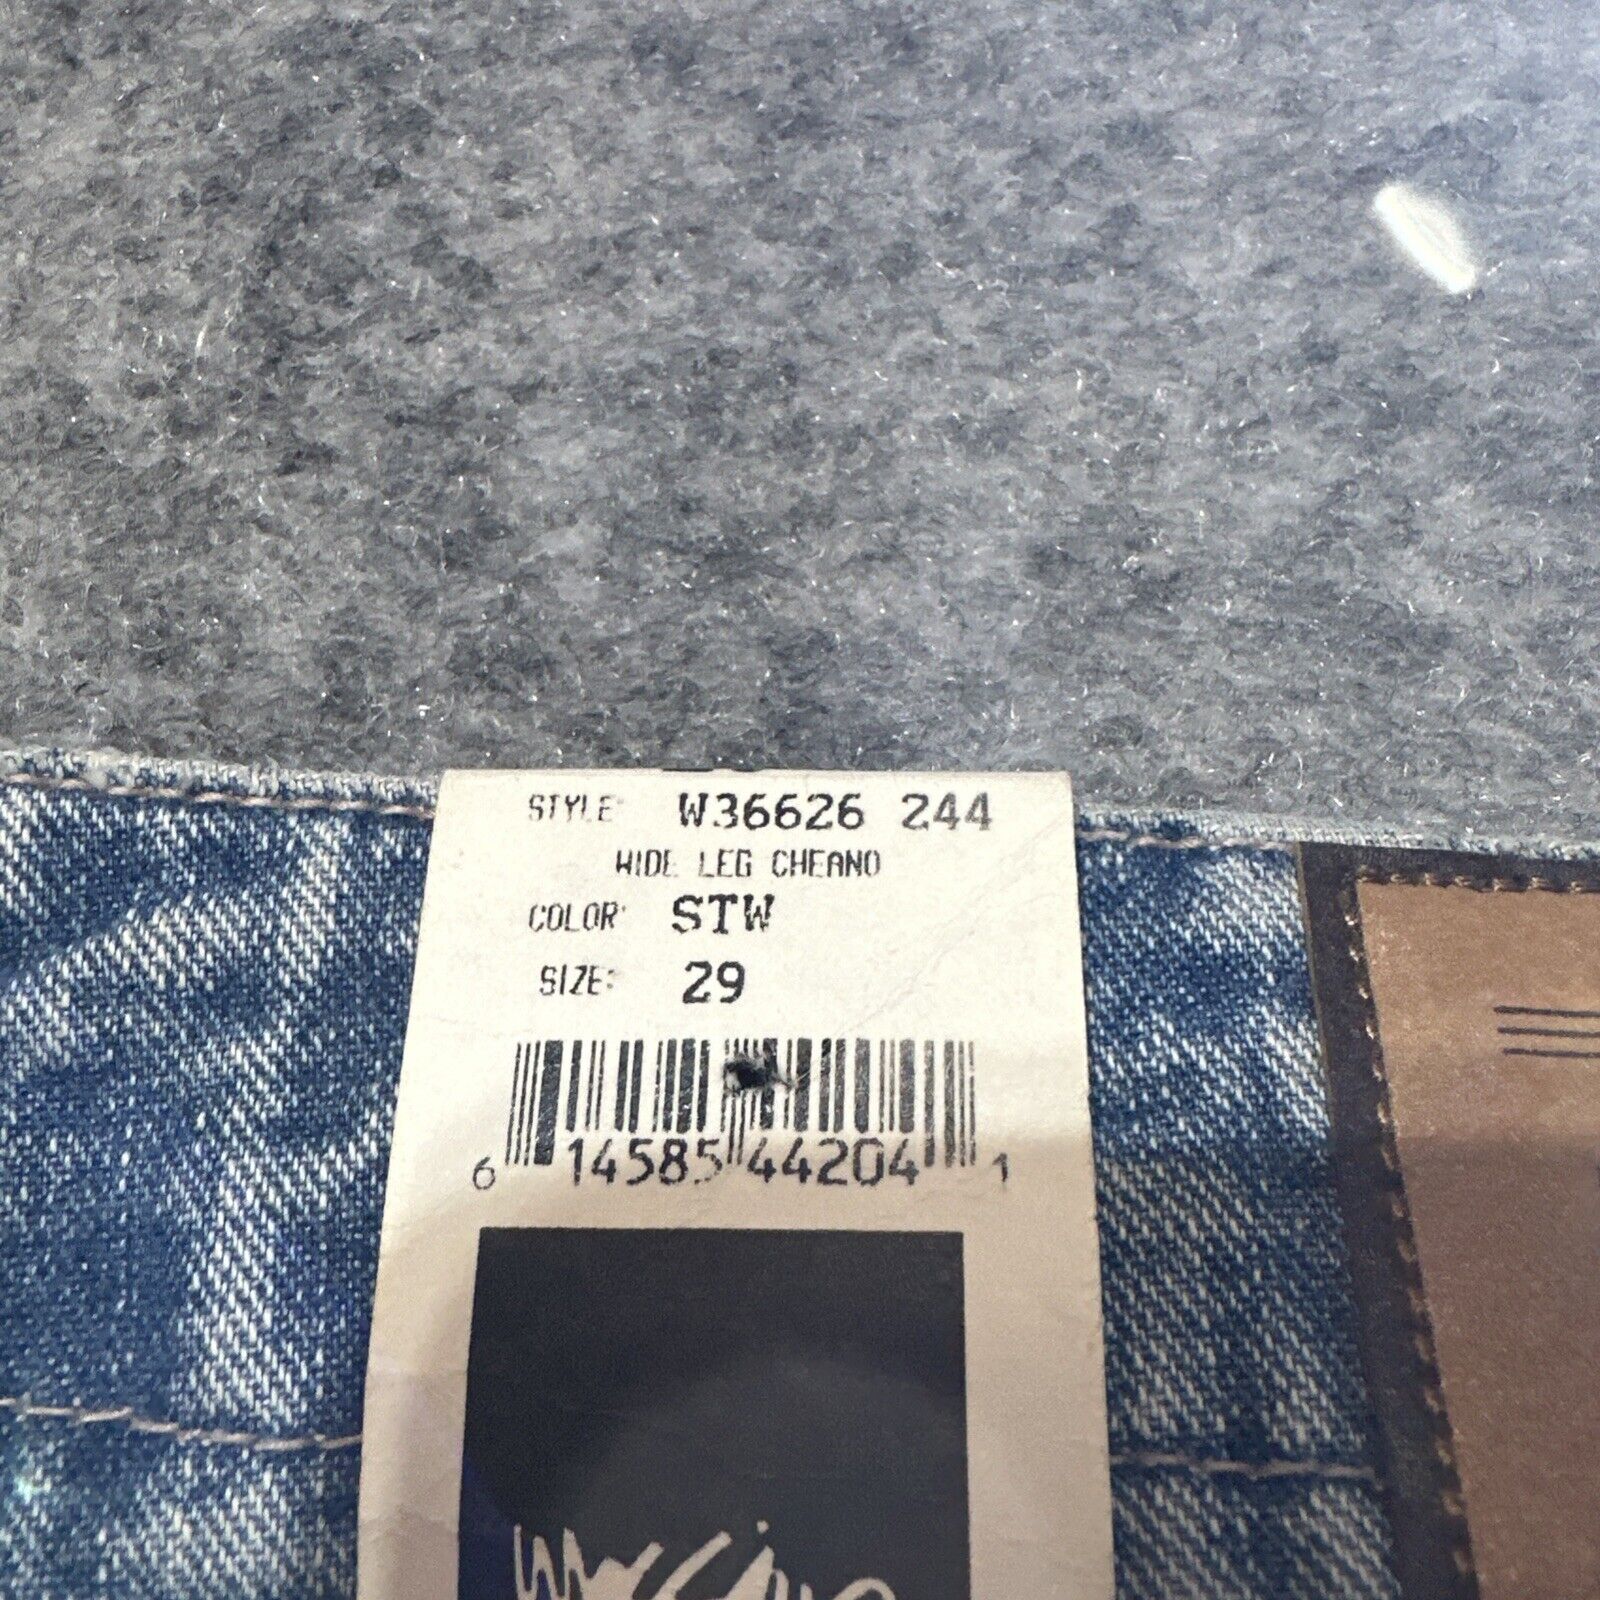 STYLE: W36626 244
WIDE LEG CHEANO
COLOR: STW
SIZE: 29
6 14585 44204 1